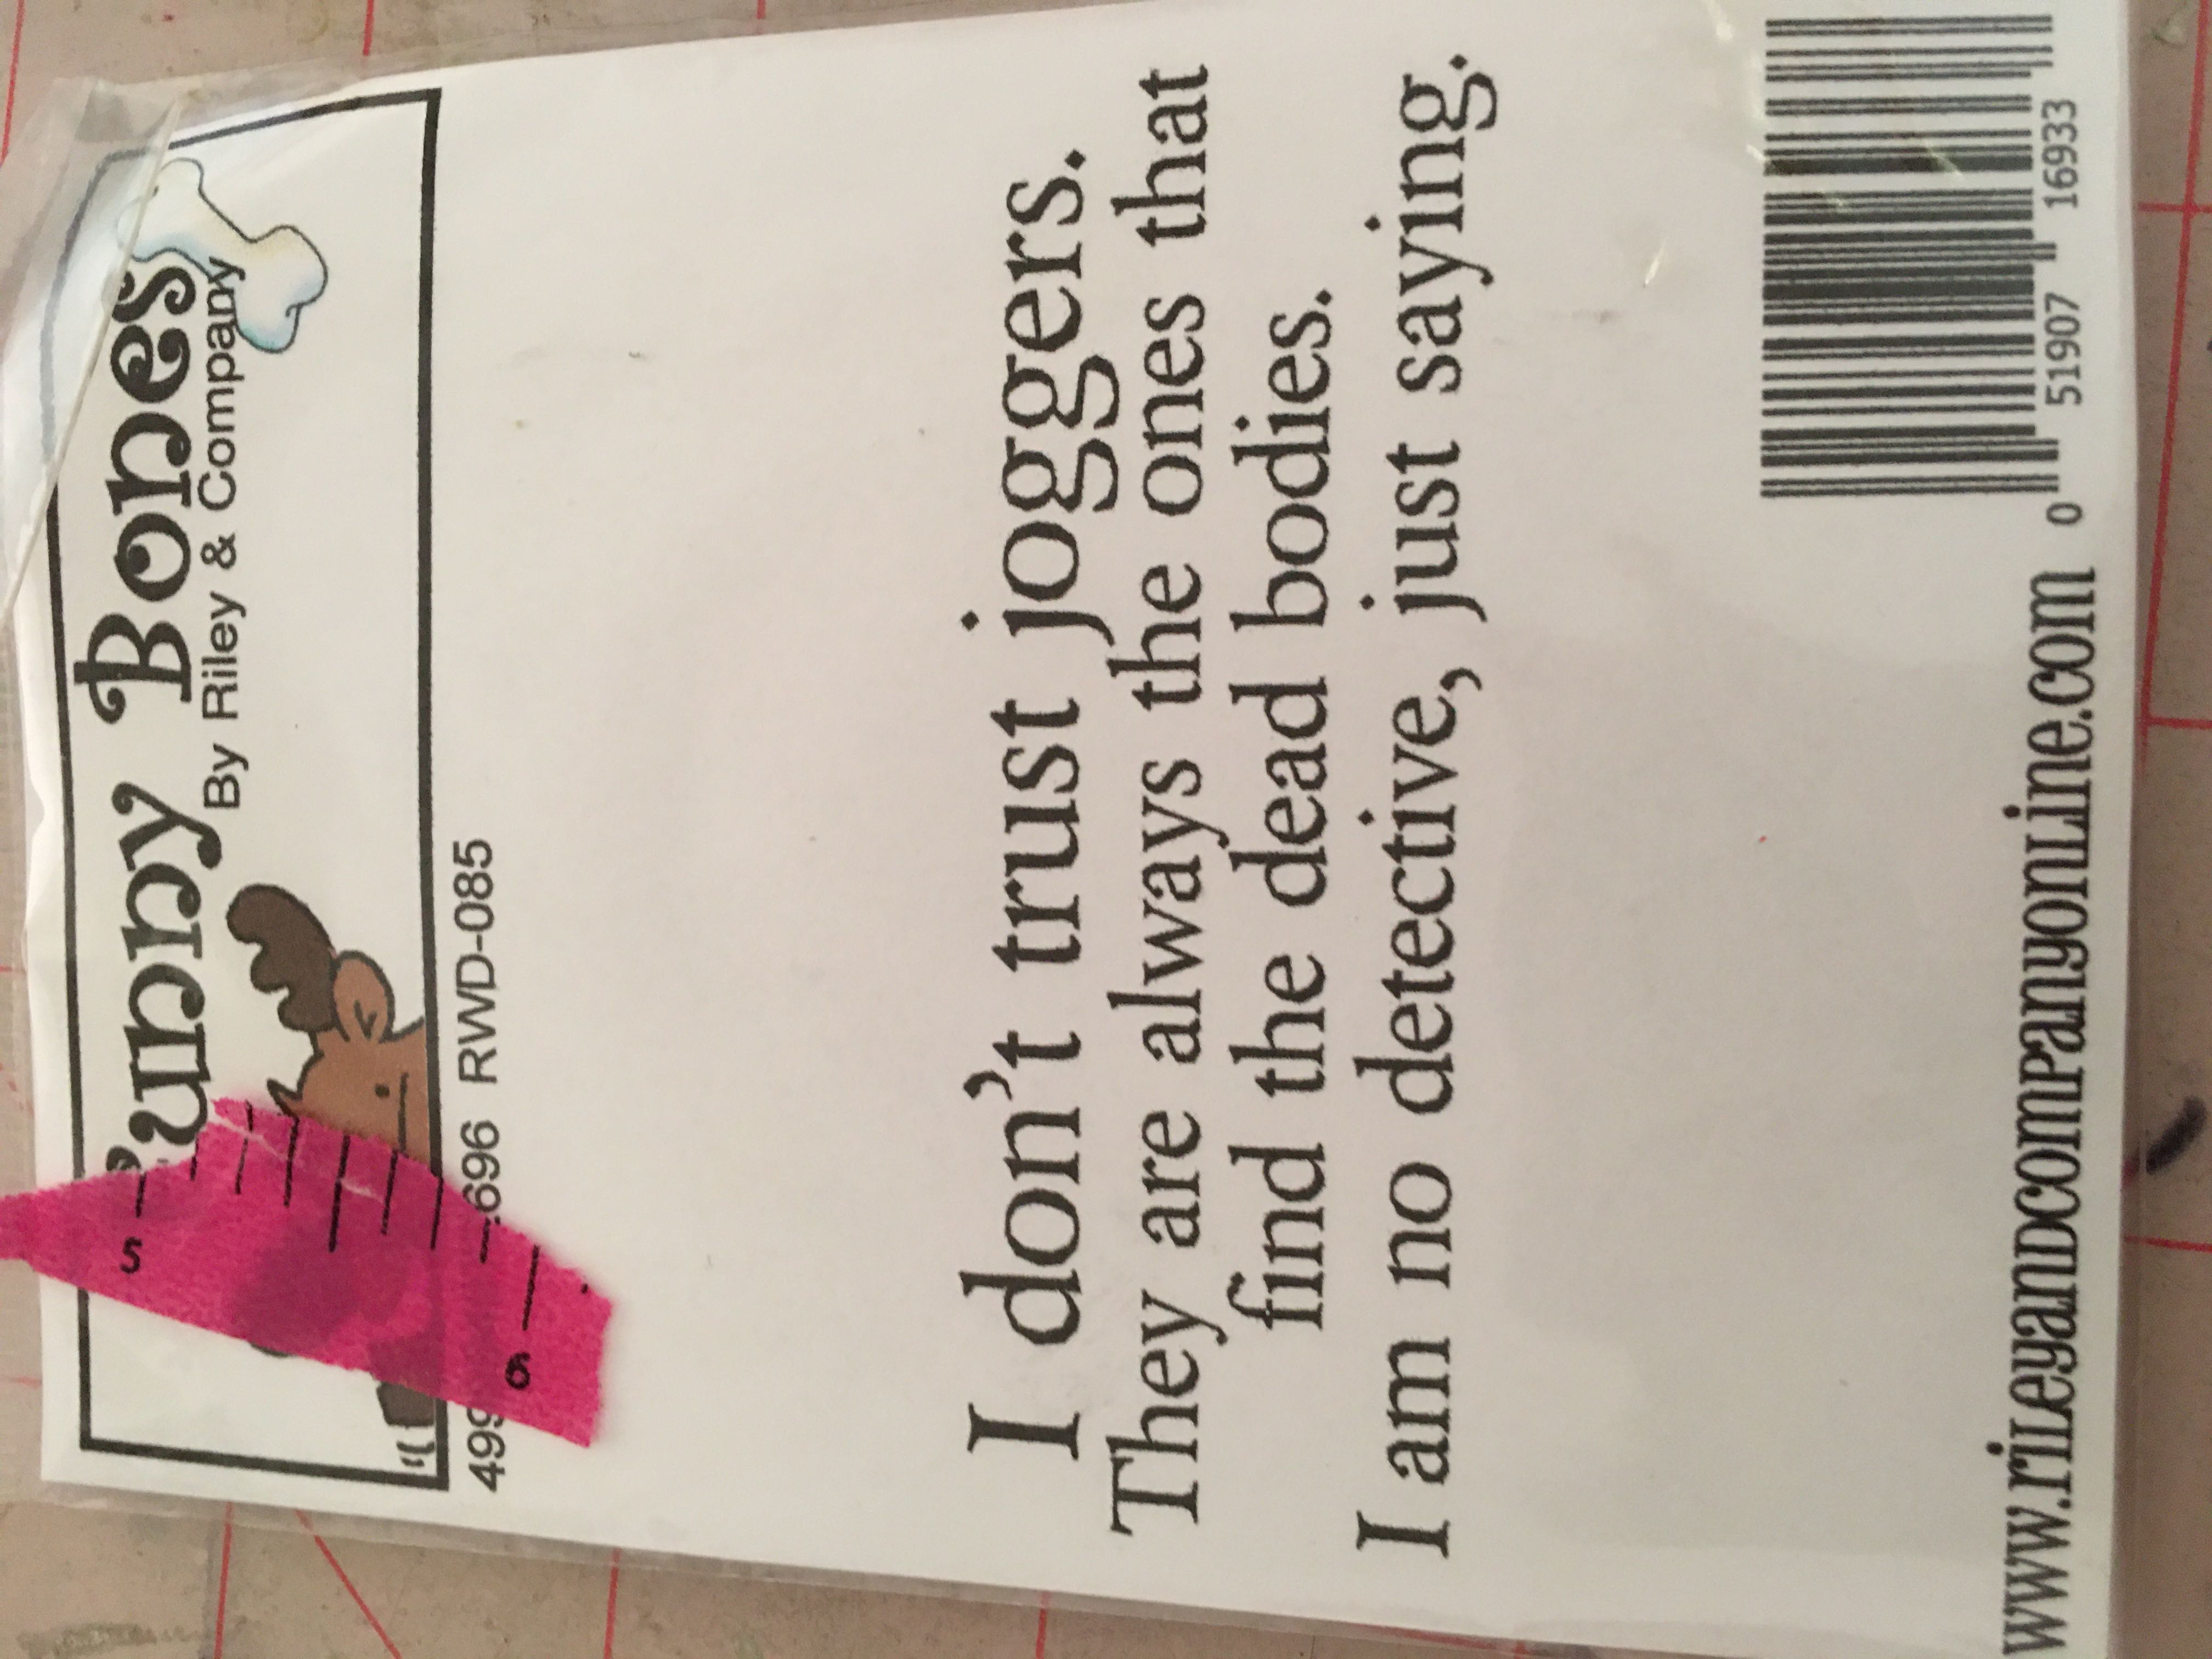 Bones
By Riley & Company
RWD-085
I don't trust joggers.
They are always the ones that
find the dead bodies.
I am no detective, just saying.
www.rileyandcompanyonline.com
0 51907 16933
5
6